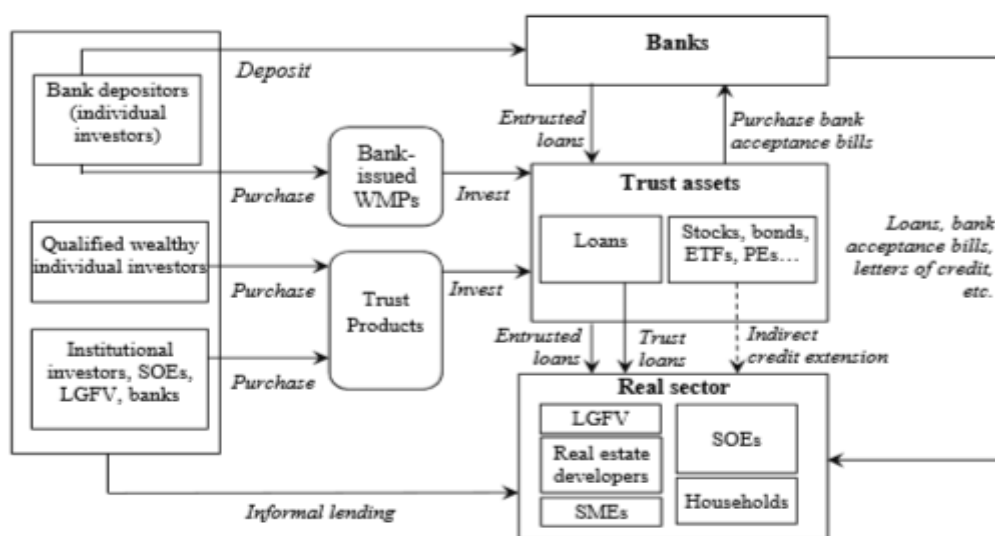 Banks
Deposit
Bank depositors
(individual
investors)
Entrusted
loans
Purchase bank
acceptance bills
Bank-
issued
WMPs
Purchase
Invest
Trust assets
Loans
Stocks, bonds,
ETFs, PEs...
Loans, bank
acceptance bills,
letters of credit,
etc.
Qualified wealthy
individual investors
Purchase
Trust
Products
Invest
Institutional
investors, SOEs,
LGFV, banks
Purchase
Entrusted
loans
Trust
loans
Indirect
credit extension
Real sector
LGFV
Real estate
developers
SMEs
SOEs
Households
Informal lending